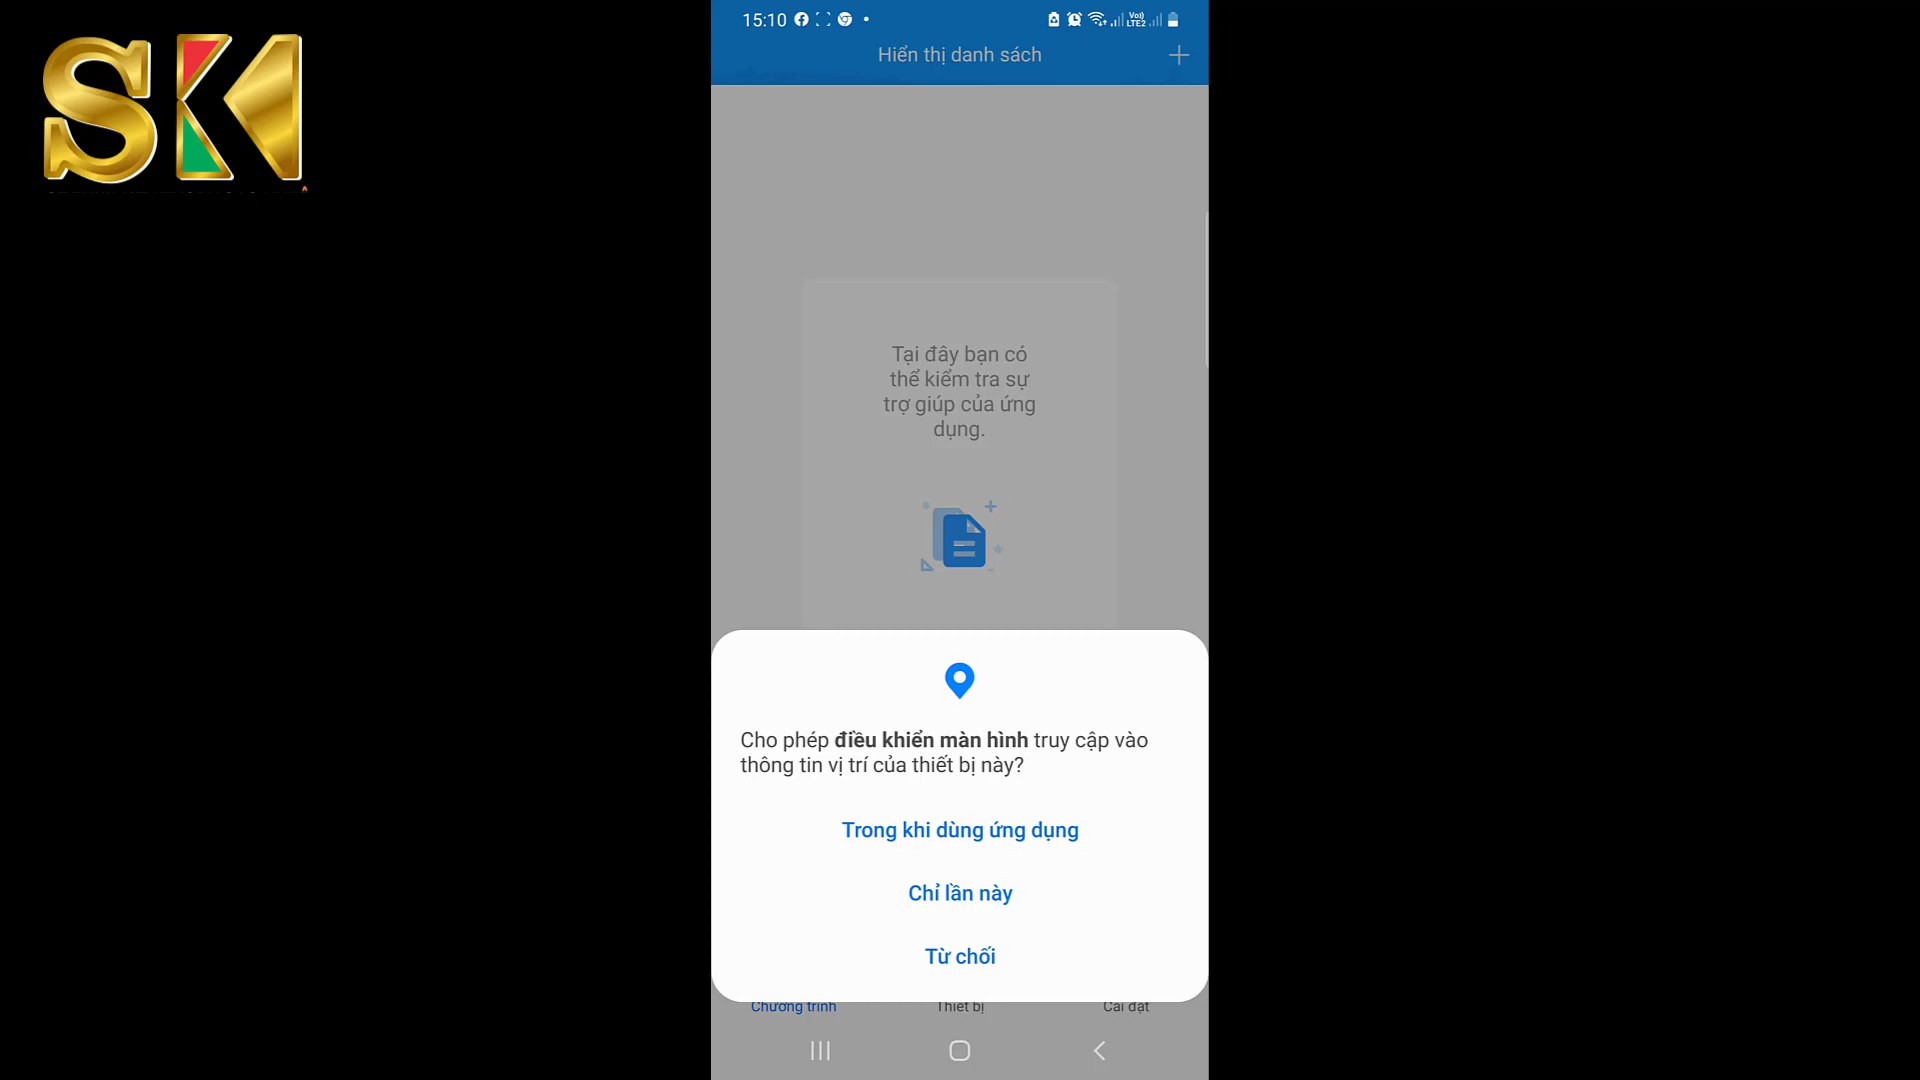 SK
15:10
Vo)) LTE2
Hiển thị danh sách
Tại đây bạn có
thể kiểm tra sự
trợ giúp của ứng
dụng.
Cho phép điều khiển màn hình truy cập vào
thông tin vị trí của thiết bị này?
Trong khi dùng ứng dụng
Chỉ lần này
Từ chối
Chương trình
Thiết bị
Cài đặt